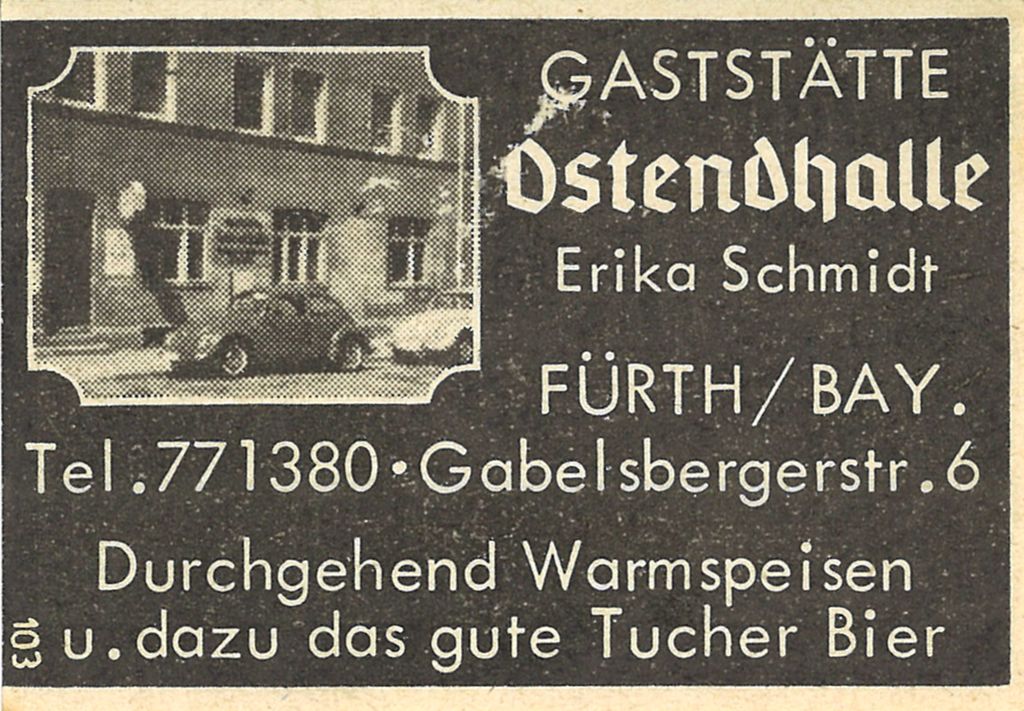 GASTSTÄTTE
Ostendhalle
Erika Schmidt
FÜRTH / BAY.
Tel. 771380 • Gabelsbergerstr. 6
Durchgehend Warmspeisen
u. dazu das gute Tucher Bier
103